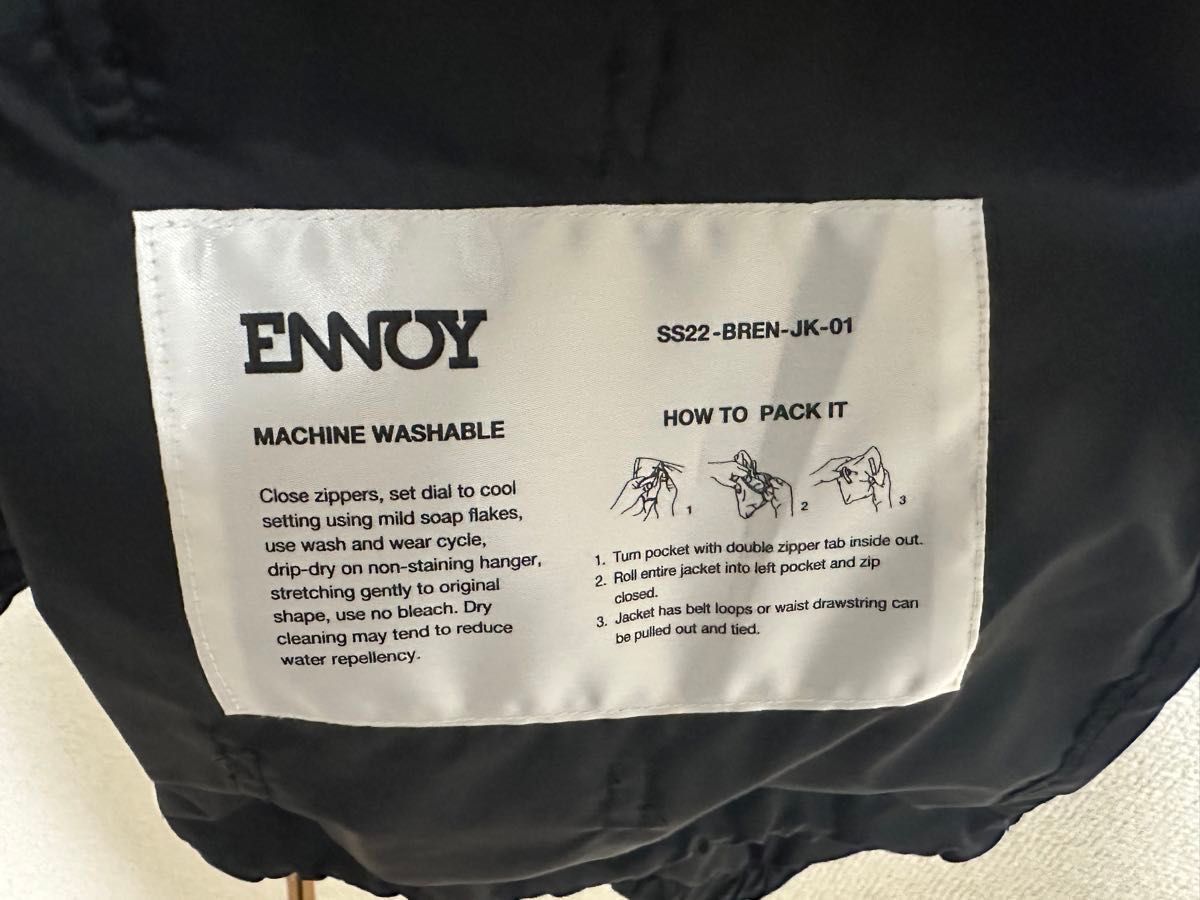 ENNOY
MACHINE WASHABLE
Close zippers, set dial to cool
setting using mild soap flakes,
use wash and wear cycle,
drip-dry on non-staining hanger,
stretching gently to original
shape, use no bleach. Dry
cleaning may tend to reduce
water repellency.
SS22-BREN-JK-01
HOW TO PACK IT
1 2 3
1. Turn pocket with double zipper tab inside out.
2. Roll entire jacket into left pocket and zip
closed.
3. Jacket has belt loops or waist drawstring can
be pulled out and tied.